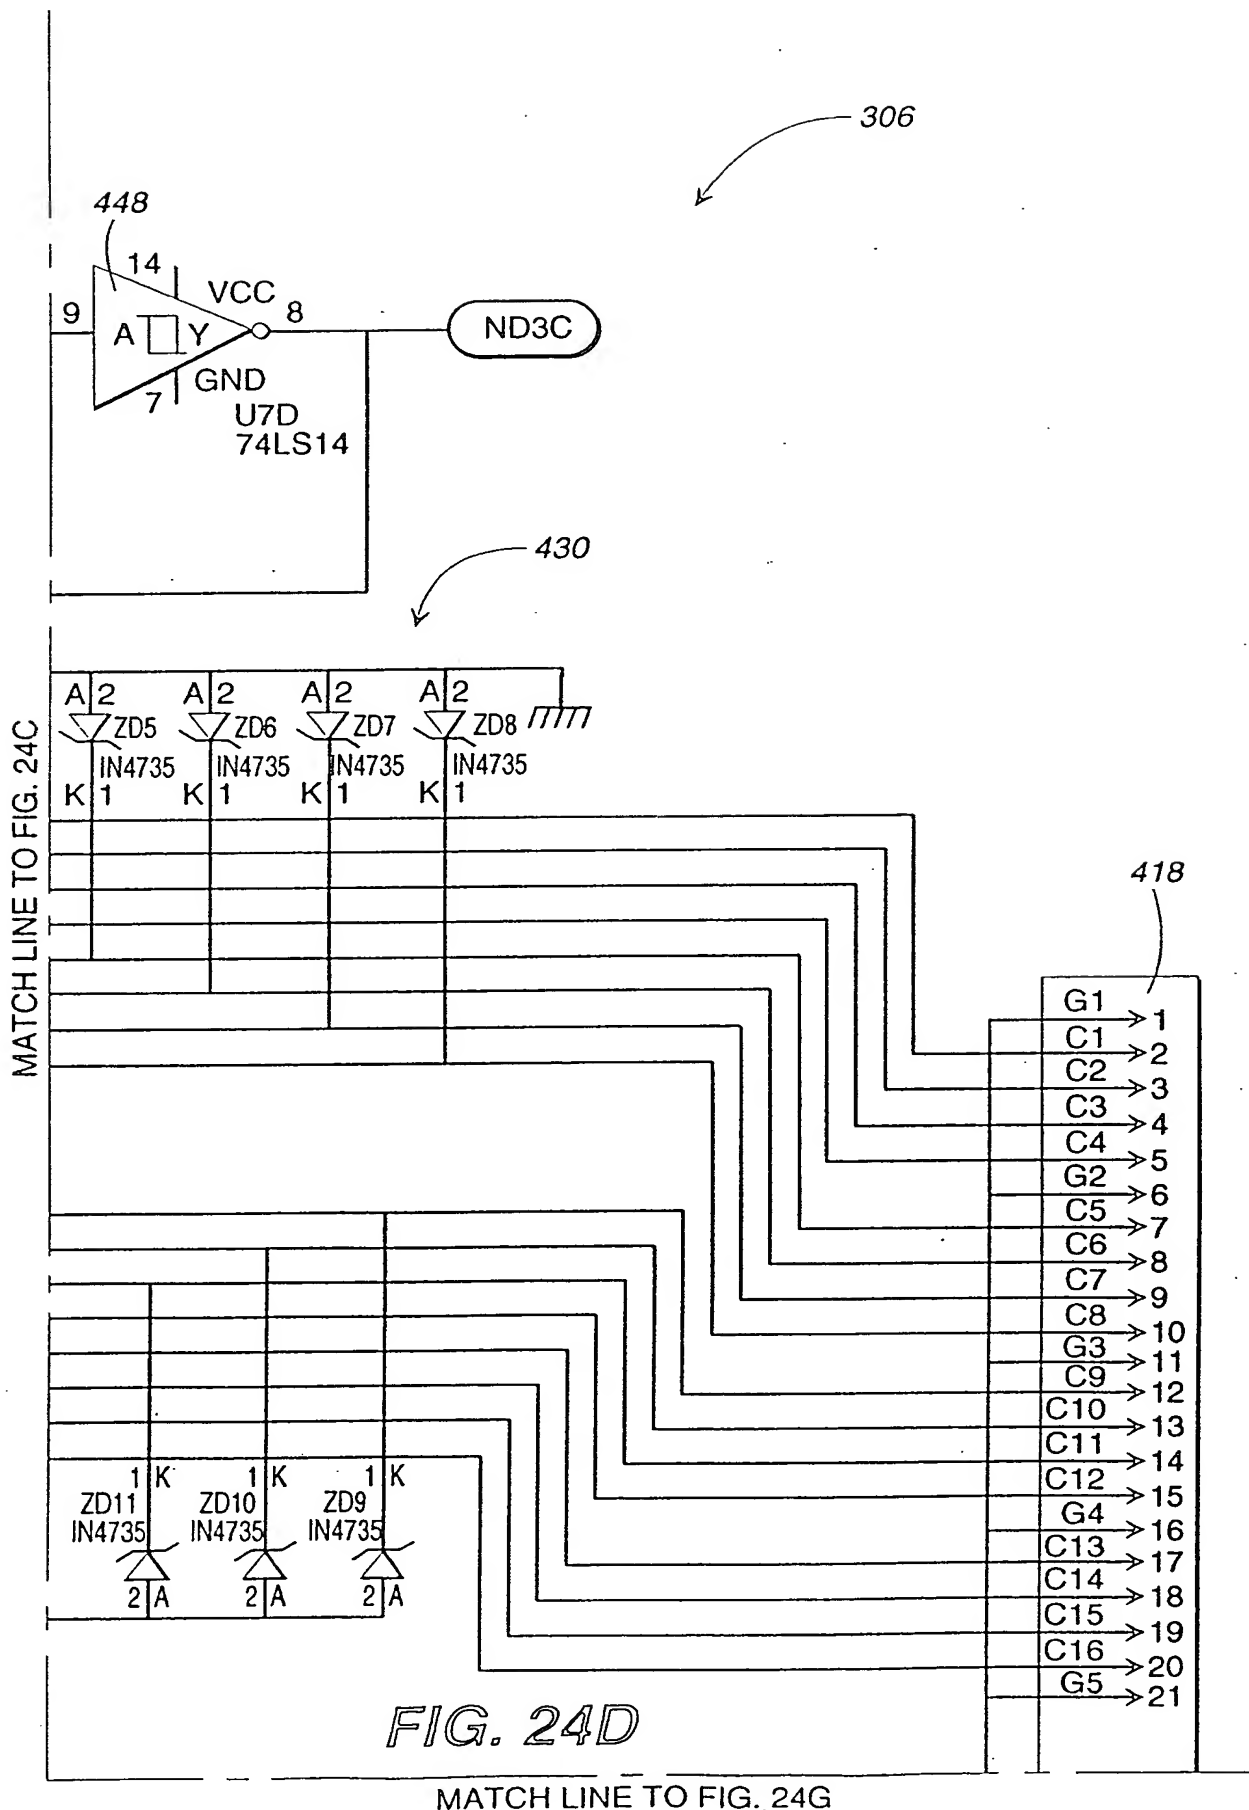 306
448
14
VCC
9
8
A
Y
ND3C
GND
7
U7D
74LS14
430
A 2 A 2 A 2 A 2
ZD5 ZD6 ZD7 ZD8
IN4735 IN4735 IN4735 IN4735
K 1 K 1 K 1 K 1
MATCH LINE TO FIG. 24C
418
G1 1
C1 2
C2 3
C3 4
C4 5
G2 6
C5 7
C6 8
C7 9
C8 10
G3 11
C9 12
C10 13
C11 14
C12 15
G4 16
C13 17
C14 18
C15 19
C16 20
G5 21
1 K 1 K 1 K
ZD11 ZD10 ZD9
IN4735 IN4735 IN4735
2 A 2 A 2 A
FIG. 24D
MATCH LINE TO FIG. 24G